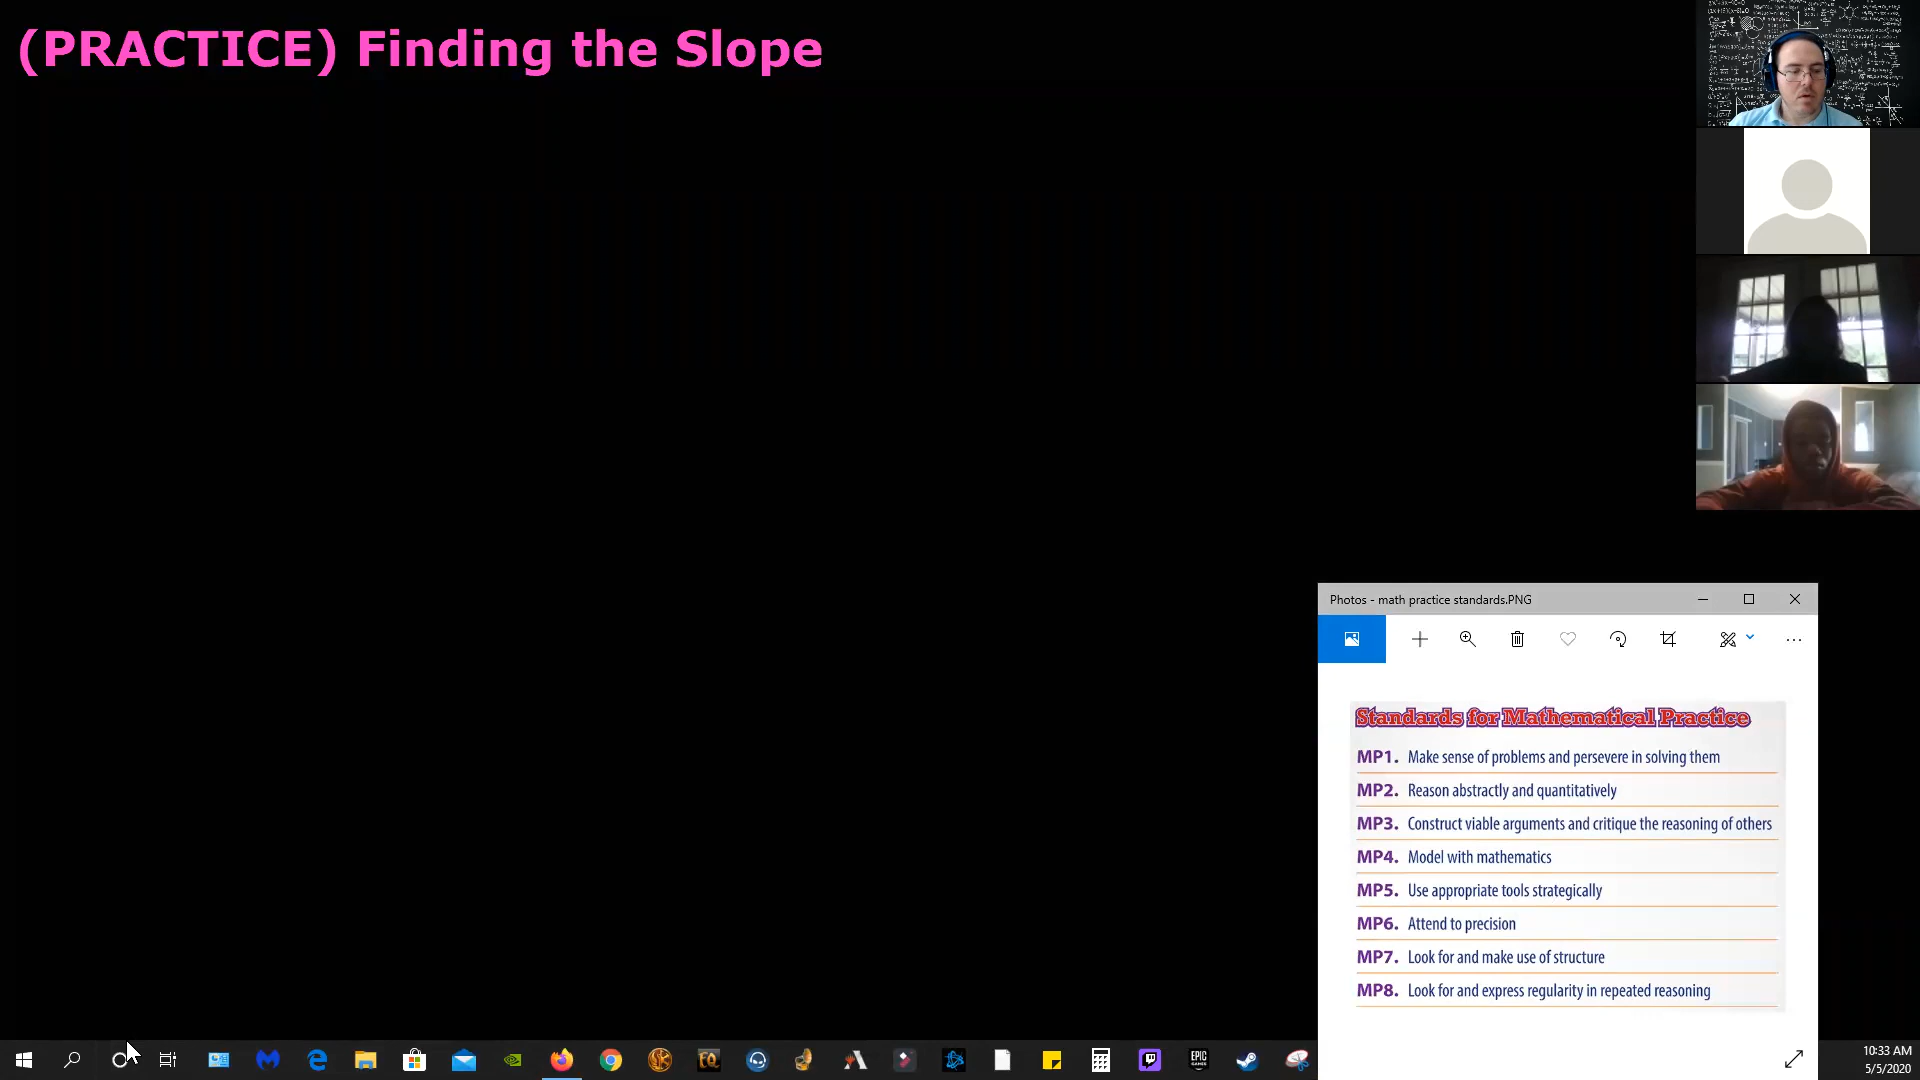 (PRACTICE) Finding the Slope
Photos - math practice standards.PNG
Standards for Mathematical Practice
MP1. Make sense of problems and persevere in solving them
MP2. Reason abstractly and quantitatively
MP3. Construct viable arguments and critique the reasoning of others
MP4. Model with mathematics
MP5. Use appropriate tools strategically
MP6. Attend to precision
MP7. Look for and make use of structure
MP8. Look for and express regularity in repeated reasoning
EQ
EPIC GAMES
10:33 AM
5/5/2020